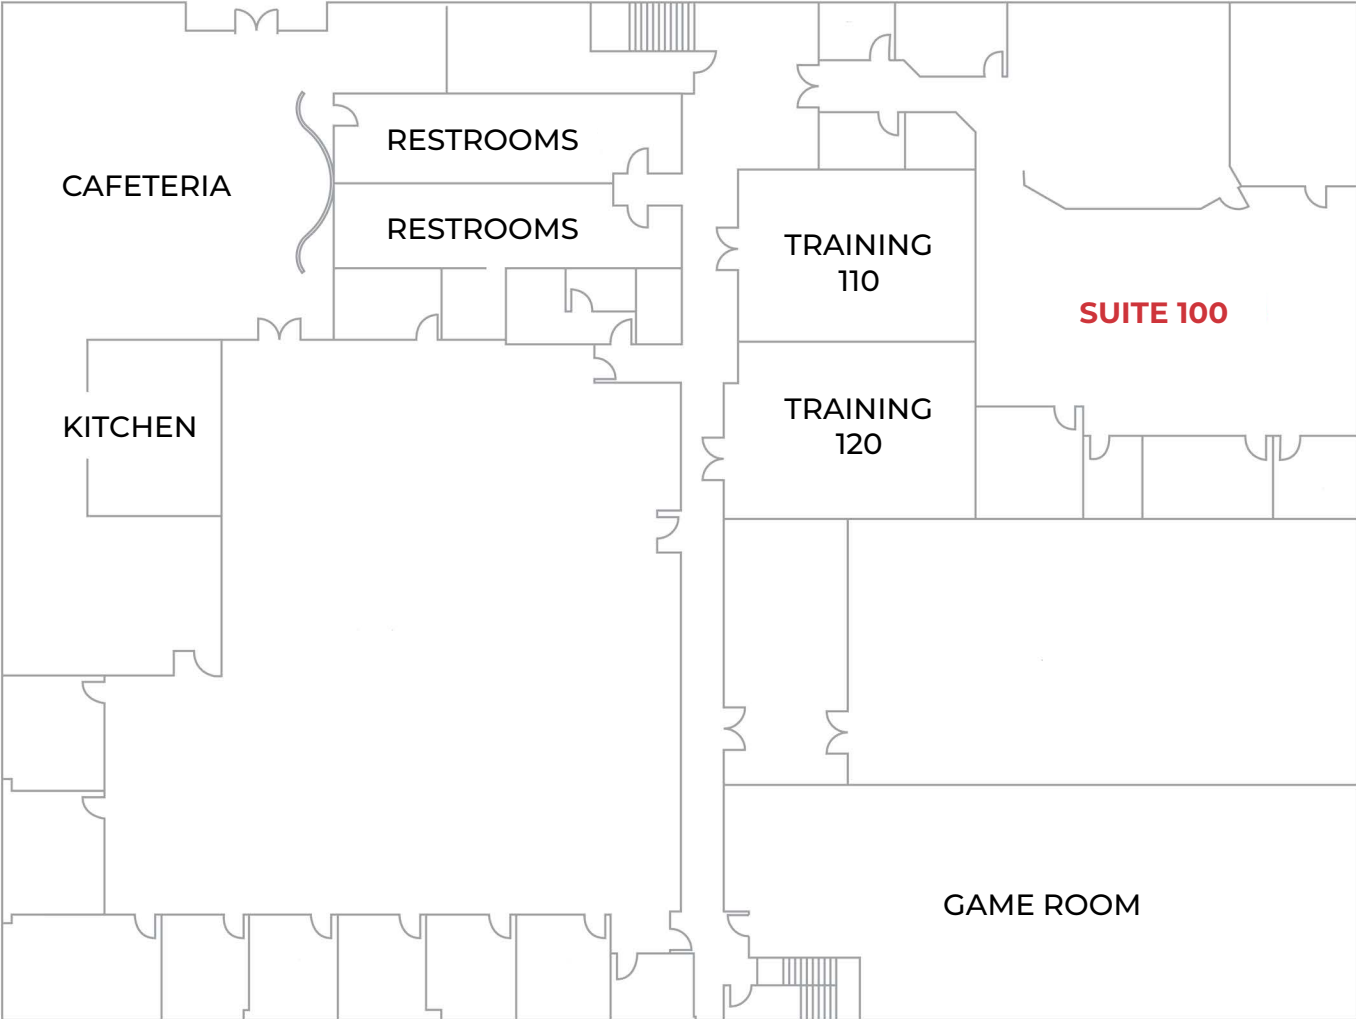 RESTROOMS
CAFETERIA
RESTROOMS
TRAINING
110
SUITE 100
TRAINING
120
KITCHEN
GAME ROOM